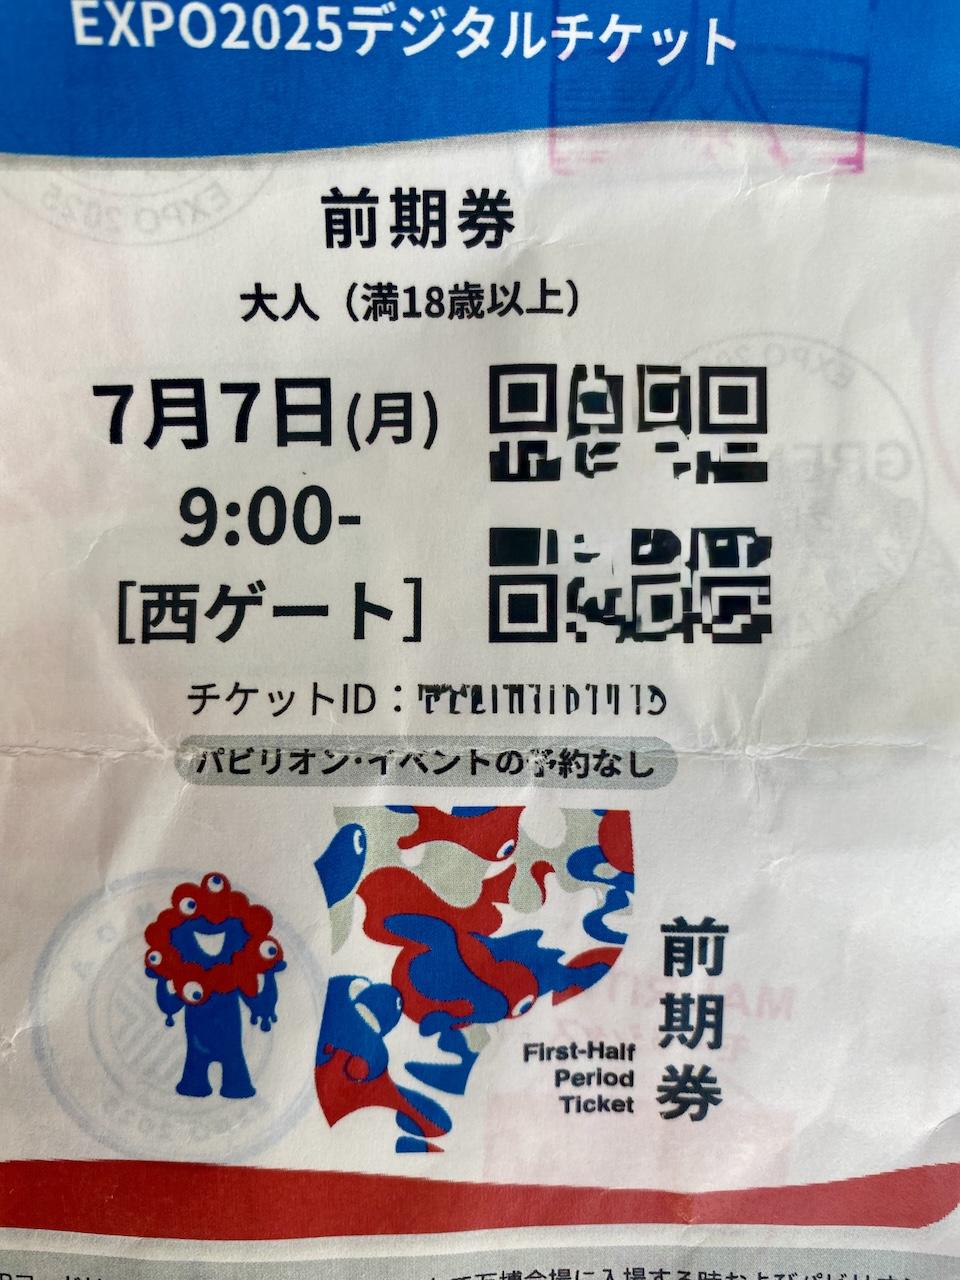 EXPO2025デジタルチケット
前期券
大人（満18歳以上）
7月7日(月)
9:00-
[西ゲート]
チケットID：
パビリオン･イベントの予約なし
前期券
First-Half
Period
Ticket